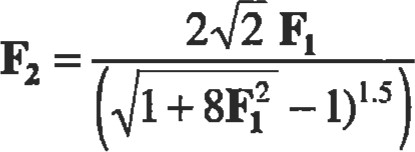 F₂ = 2√2 F₁ / (√(1 + 8F₁²) − 1)^1.5)